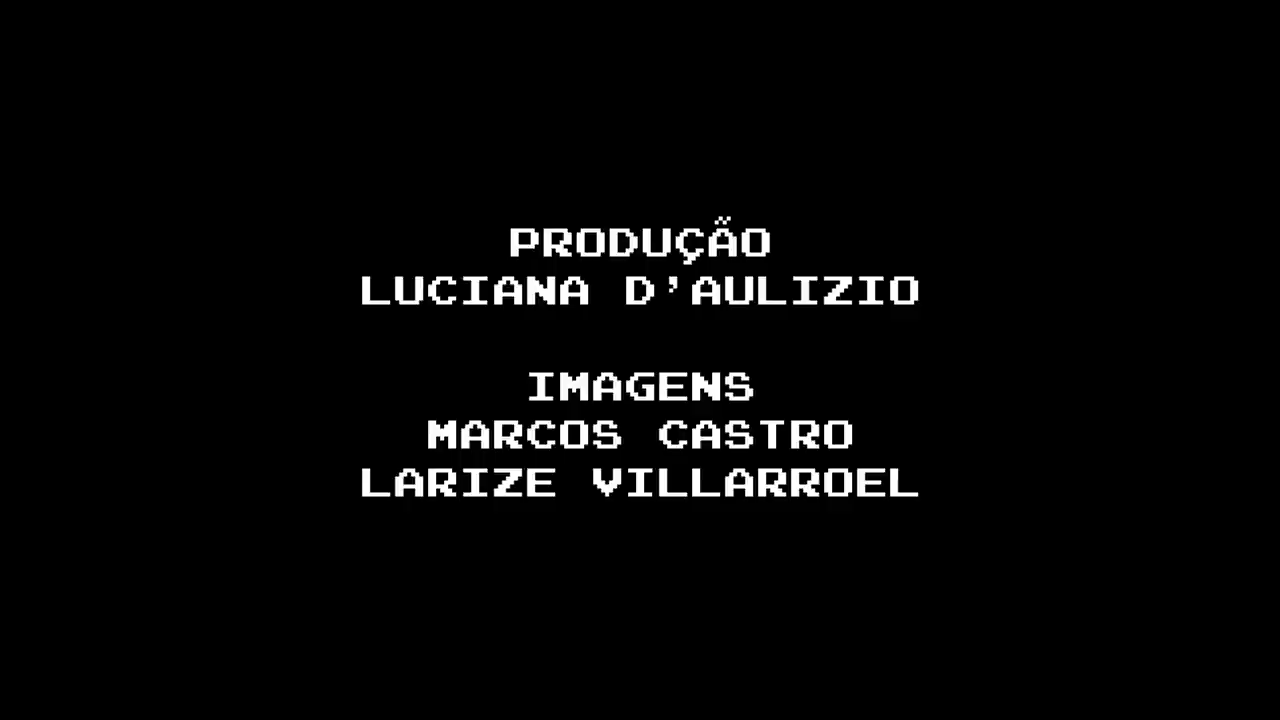 PRODUÇÃO
LUCIANA D'AULIZIO
IMAGENS
MARCOS CASTRO
LARIZE VILLARROEL